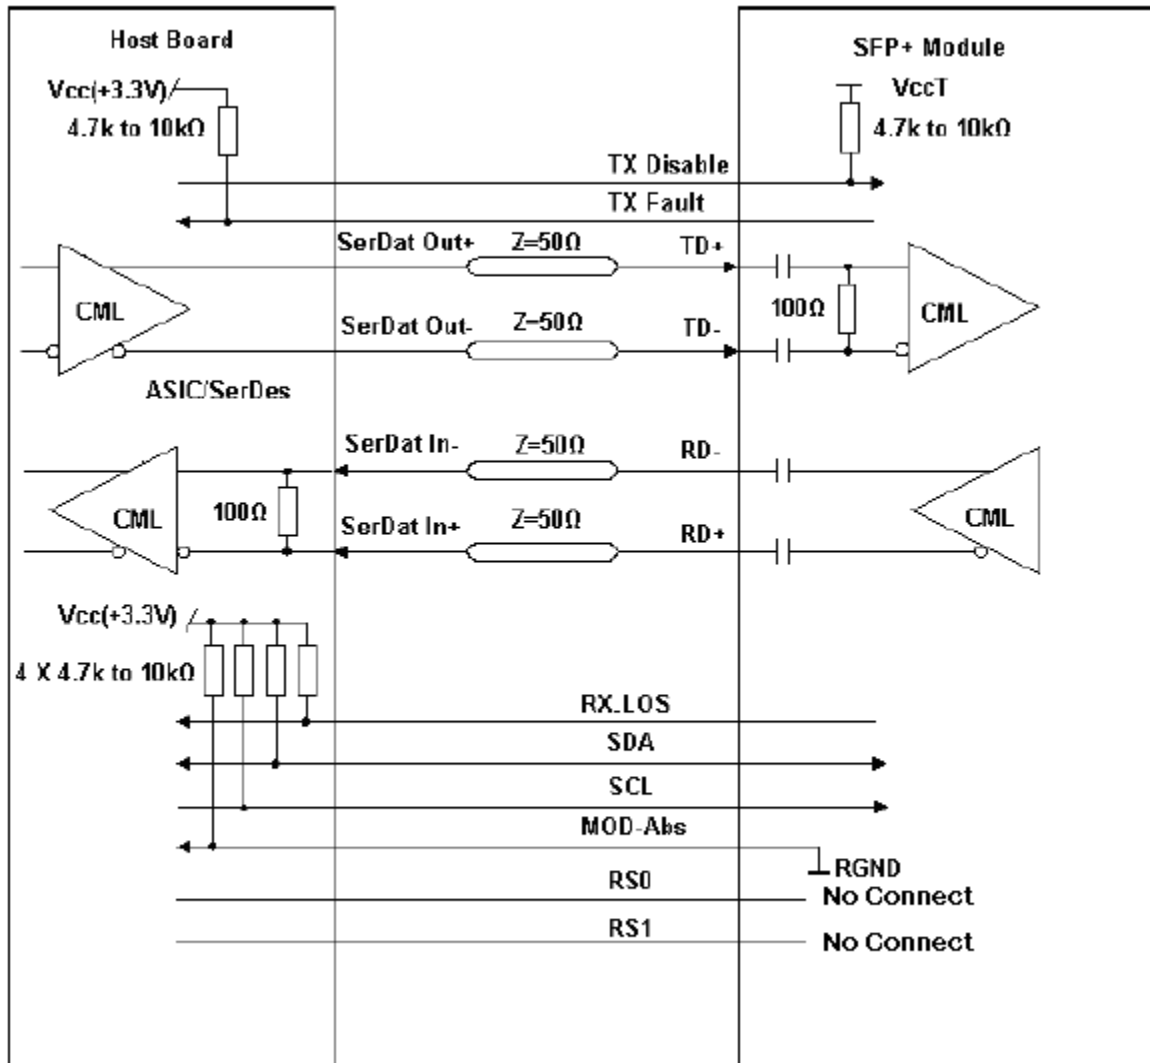 Host Board
SFP+ Module
Vcc(+3.3V)
VccT
4.7k to 10kΩ
4.7k to 10kΩ
TX Disable
TX Fault
SerDat Out+
Z=50Ω
TD+
CML
100Ω
CML
SerDat Out-
Z=50Ω
TD-
ASIC/SerDes
SerDat In-
Z=50Ω
RD-
100Ω
CML
CML
SerDat In+
Z=50Ω
RD+
Vcc(+3.3V)
4 X 4.7k to 10kΩ
RX_LOS
SDA
SCL
MOD-Abs
RGND
RS0
No Connect
RS1
No Connect